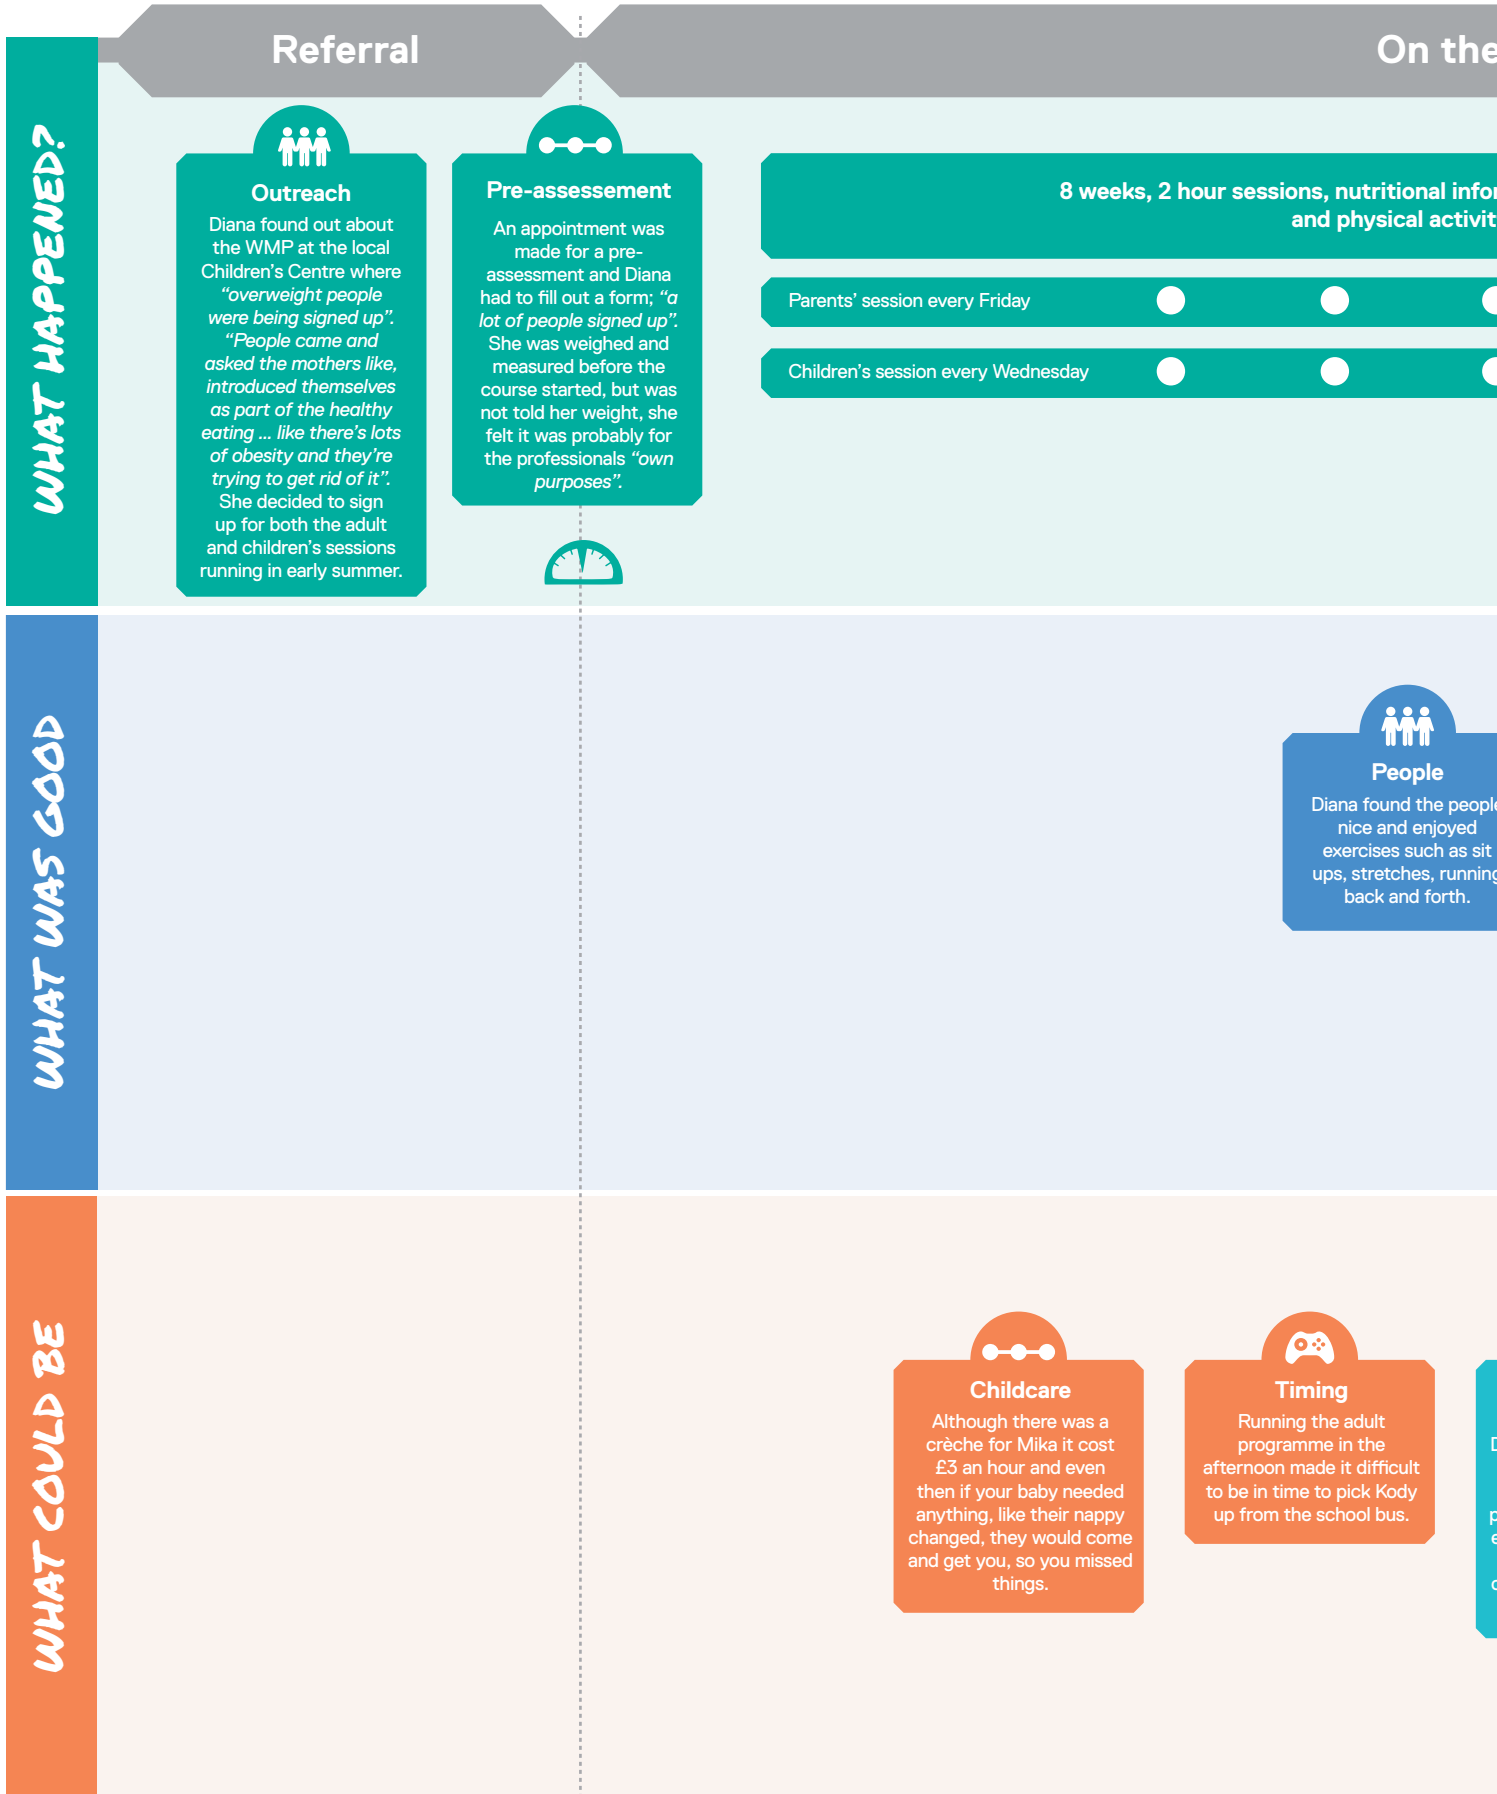 Referral
On the
WHAT HAPPENED?
Outreach
Diana found out about
the WMP at the local
Children’s Centre where
“overweight people
were being signed up”.
“People came and
asked the mothers like,
introduced themselves
as part of the healthy
eating ... like there’s lots
of obesity and they’re
trying to get rid of it”.
She decided to sign
up for both the adult
and children’s sessions
running in early summer.
Pre-assessement
An appointment was
made for a pre-
assessment and Diana
had to fill out a form; “a
lot of people signed up”.
She was weighed and
measured before the
course started, but was
not told her weight, she
felt it was probably for
the professionals “own
purposes”.
8 weeks, 2 hour sessions, nutritional
and physical
Parents’ session every Friday
Children’s session every Wednesday
WHAT WAS GOOD
People
Diana found the people
nice and enjoyed
exercises such as sit
ups, stretches, running
back and forth.
WHAT COULD BE
Childcare
Although there was a
crèche for Mika it cost
£3 an hour and even
then if your baby needed
anything, like their nappy
changed, they would come
and get you, so you missed
things.
Timing
Running the adult
programme in the
afternoon made it difficult
to be in time to pick Kody
up from the school bus.